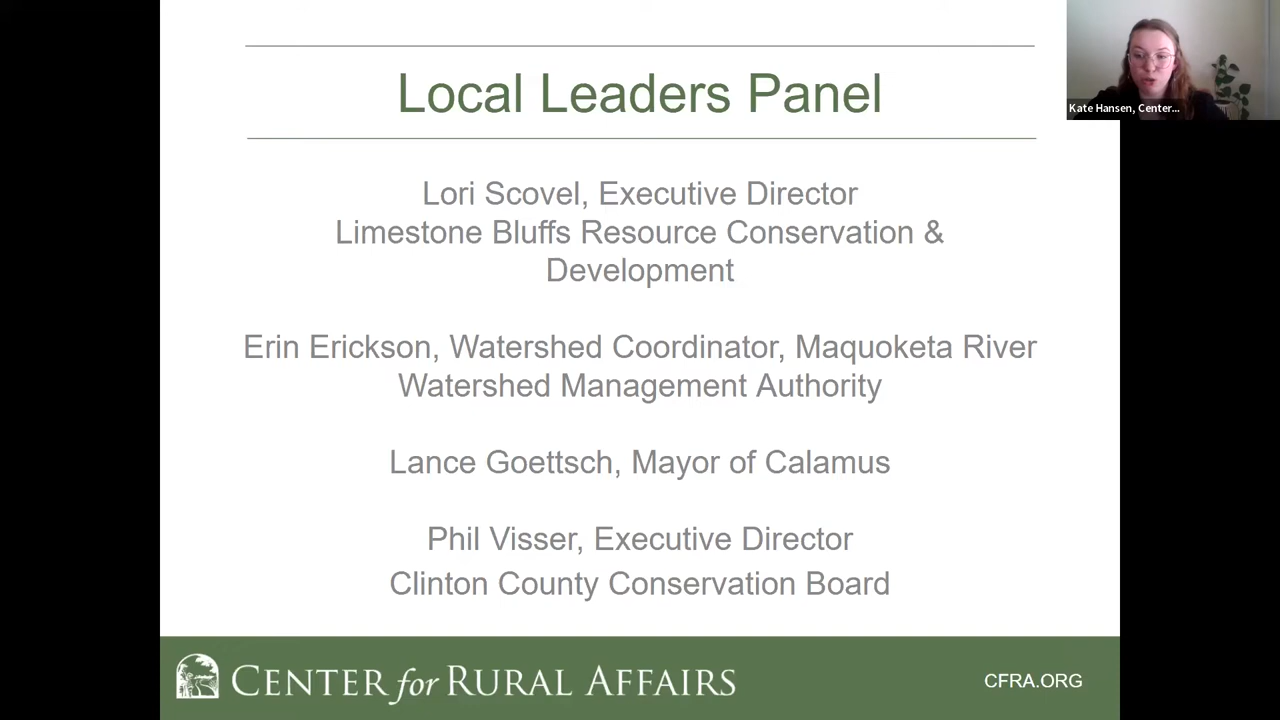 Local Leaders Panel
Kate Hansen, Center...
Lori Scovel, Executive Director
Limestone Bluffs Resource Conservation &
Development
Erin Erickson, Watershed Coordinator, Maquoketa River
Watershed Management Authority
Lance Goettsch, Mayor of Calamus
Phil Visser, Executive Director
Clinton County Conservation Board
CENTER for RURAL AFFAIRS
CFRA.ORG